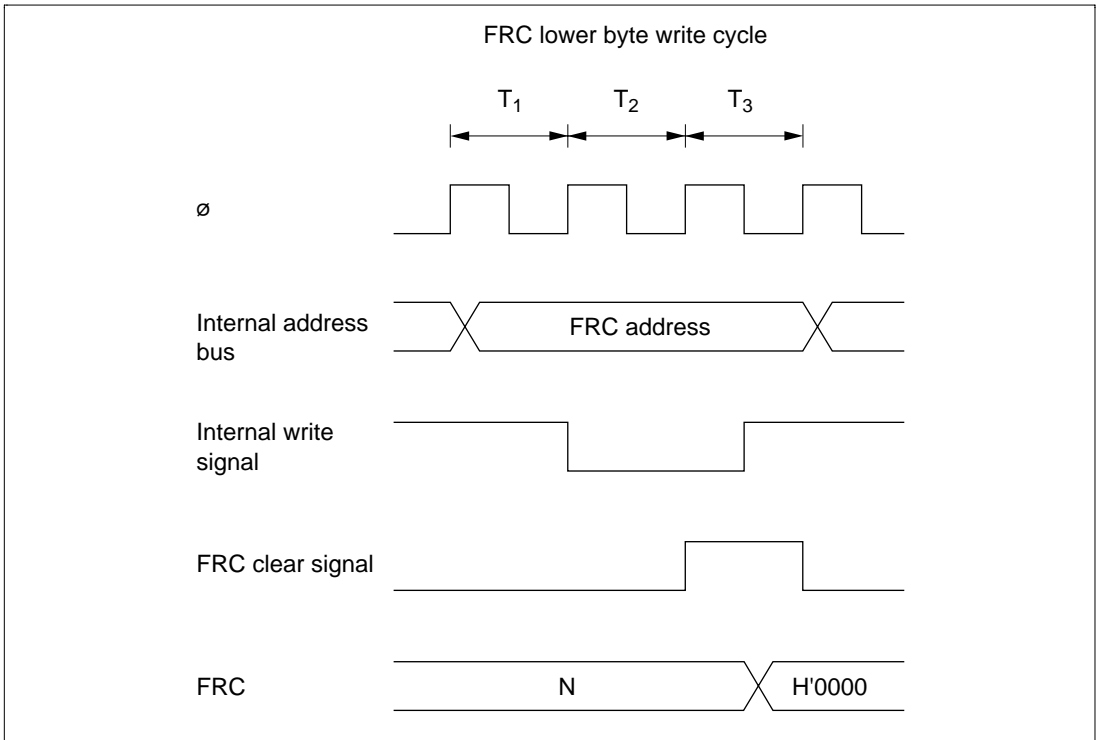 FRC lower byte write cycle
T₁ T₂ T₃
ø
Internal address
bus
FRC address
Internal write
signal
FRC clear signal
FRC
N
H'0000